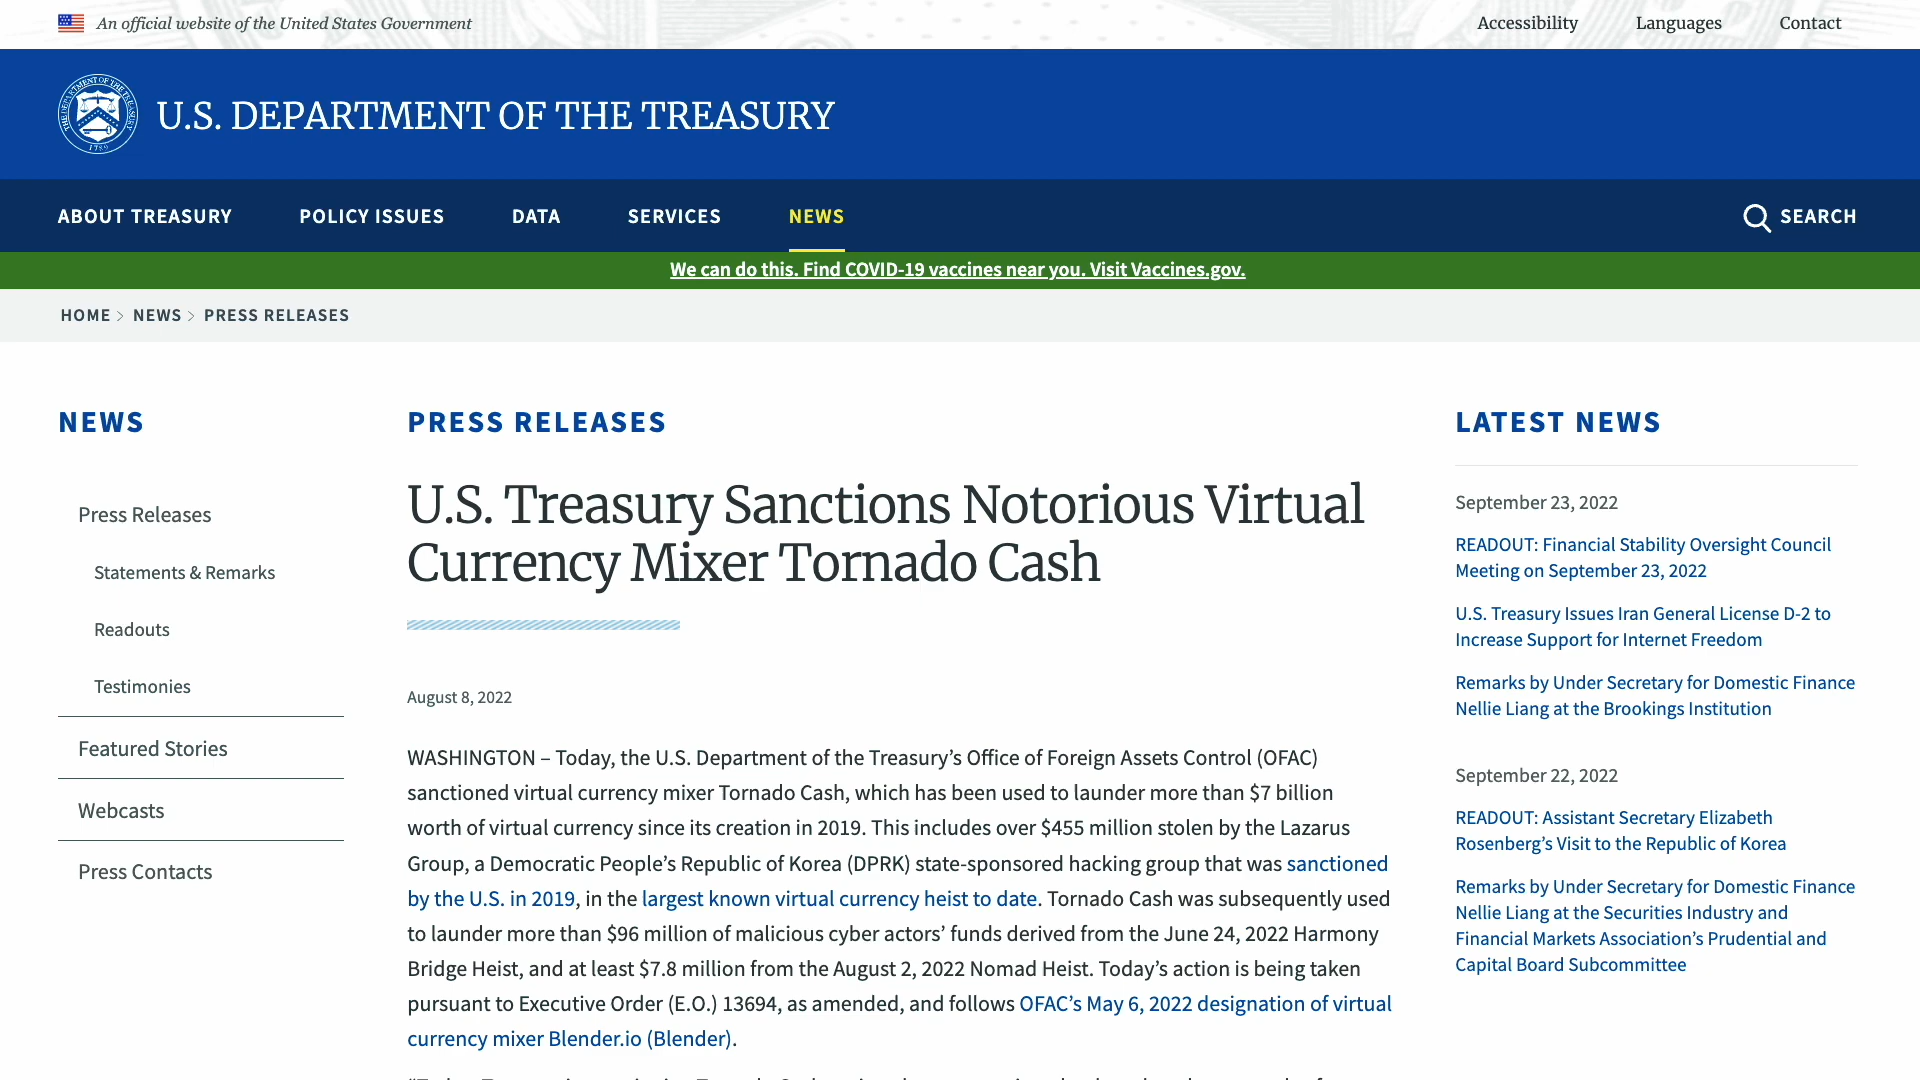 An official website of the United States Government
Accessibility
Languages
Contact
THE DEPARTMENT OF THE TREASURY
1789
U.S. DEPARTMENT OF THE TREASURY
ABOUT TREASURY
POLICY ISSUES
DATA
SERVICES
NEWS
SEARCH
We can do this. Find COVID-19 vaccines near you. Visit Vaccines.gov.
HOME
NEWS
PRESS RELEASES
NEWS
Press Releases
Statements & Remarks
Readouts
Testimonies
Featured Stories
Webcasts
Press Contacts
PRESS RELEASES
U.S. Treasury Sanctions Notorious Virtual
Currency Mixer Tornado Cash
August 8, 2022
WASHINGTON – Today, the U.S. Department of the Treasury’s Office of Foreign Assets Control (OFAC)
sanctioned virtual currency mixer Tornado Cash, which has been used to launder more than $7 billion
worth of virtual currency since its creation in 2019. This includes over $455 million stolen by the Lazarus
Group, a Democratic People’s Republic of Korea (DPRK) state-sponsored hacking group that was sanctioned
by the U.S. in 2019, in the largest known virtual currency heist to date. Tornado Cash was subsequently used
to launder more than $96 million of malicious cyber actors’ funds derived from the June 24, 2022 Harmony
Bridge Heist, and at least $7.8 million from the August 2, 2022 Nomad Heist. Today’s action is being taken
pursuant to Executive Order (E.O.) 13694, as amended, and follows OFAC’s May 6, 2022 designation of virtual
currency mixer Blender.io (Blender).
LATEST NEWS
September 23, 2022
READOUT: Financial Stability Oversight Council
Meeting on September 23, 2022
U.S. Treasury Issues Iran General License D-2 to
Increase Support for Internet Freedom
Remarks by Under Secretary for Domestic Finance
Nellie Liang at the Brookings Institution
September 22, 2022
READOUT: Assistant Secretary Elizabeth
Rosenberg’s Visit to the Republic of Korea
Remarks by Under Secretary for Domestic Finance
Nellie Liang at the Securities Industry and
Financial Markets Association’s Prudential and
Capital Board Subcommittee